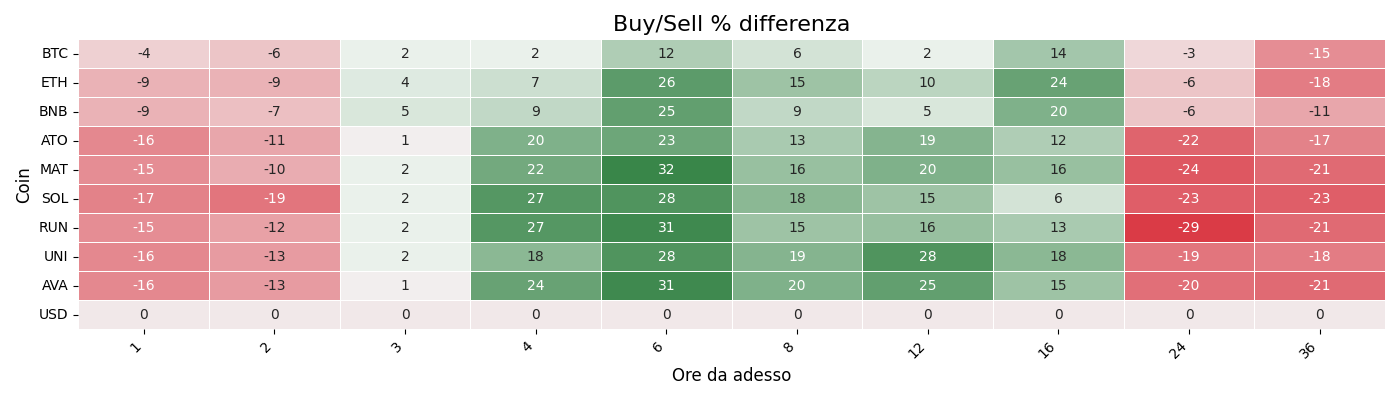 Buy/Sell % differenza
Coin
BTC -4 -6 2 2 12 6 2 14 -3 -15
ETH -9 -9 4 7 26 15 10 24 -6 -18
BNB -9 -7 5 9 25 9 5 20 -6 -11
ATO -16 -11 1 20 23 13 19 12 -22 -17
MAT -15 -10 2 22 32 16 20 16 -24 -21
SOL -17 -19 2 27 28 18 15 6 -23 -23
RUN -15 -12 2 27 31 15 16 13 -29 -21
UNI -16 -13 2 18 28 19 28 18 -19 -18
AVA -16 -13 1 24 31 20 25 15 -20 -21
USD 0 0 0 0 0 0 0 0 0 0
1 2 3 4 6 8 12 16 24 36
Ore da adesso